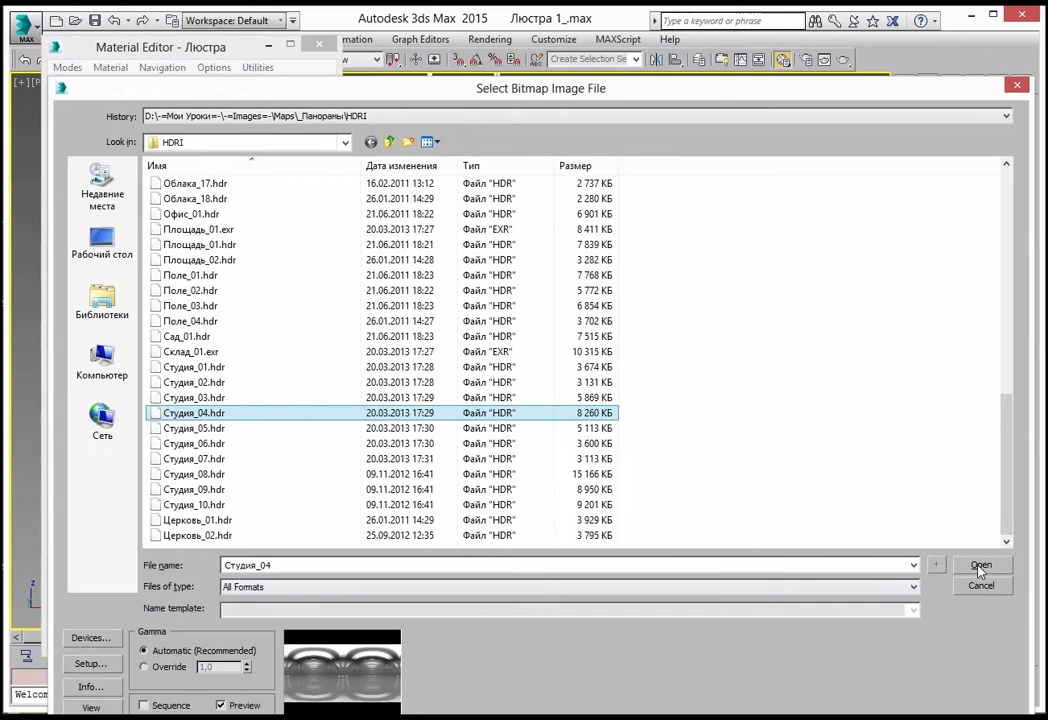 Workspace: Default
Autodesk 3ds Max 2015 Люстра 1_.max
Type a keyword or phrase
MAX
Material Editor - Люстра
mation Graph Editors Rendering Customize MAXScript Help
Modes Material Navigation Options Utilities
Create Selection Se
Select Bitmap Image File
History: D:\-=Мои Уроки=-\-=Images=-\Maps\_Панорамы\HDRI
Look in: HDRI
Имя Дата изменения Тип Размер
Облака_17.hdr 16.02.2011 13:12 Файл "HDR" 2 737 КБ
Облака_18.hdr 26.01.2011 14:29 Файл "HDR" 2 280 КБ
Офис_01.hdr 21.06.2011 18:22 Файл "HDR" 6 901 КБ
Площадь_01.exr 20.03.2013 17:27 Файл "EXR" 8 411 КБ
Площадь_01.hdr 21.06.2011 18:21 Файл "HDR" 7 839 КБ
Площадь_02.hdr 26.01.2011 14:28 Файл "HDR" 3 282 КБ
Поле_01.hdr 21.06.2011 18:23 Файл "HDR" 7 768 КБ
Поле_02.hdr 21.06.2011 18:22 Файл "HDR" 5 772 КБ
Поле_03.hdr 21.06.2011 18:23 Файл "HDR" 6 854 КБ
Поле_04.hdr 26.01.2011 14:27 Файл "HDR" 3 702 КБ
Сад_01.hdr 21.06.2011 18:23 Файл "HDR" 7 515 КБ
Склад_01.exr 20.03.2013 17:27 Файл "EXR" 10 315 КБ
Студия_01.hdr 20.03.2013 17:28 Файл "HDR" 3 674 КБ
Студия_02.hdr 20.03.2013 17:28 Файл "HDR" 3 131 КБ
Студия_03.hdr 20.03.2013 17:29 Файл "HDR" 5 869 КБ
Студия_04.hdr 20.03.2013 17:29 Файл "HDR" 8 260 КБ
Студия_05.hdr 20.03.2013 17:30 Файл "HDR" 5 113 КБ
Студия_06.hdr 20.03.2013 17:30 Файл "HDR" 3 600 КБ
Студия_07.hdr 20.03.2013 17:31 Файл "HDR" 3 113 КБ
Студия_08.hdr 09.11.2012 16:41 Файл "HDR" 15 166 КБ
Студия_09.hdr 09.11.2012 16:41 Файл "HDR" 8 950 КБ
Студия_10.hdr 09.11.2012 16:41 Файл "HDR" 9 201 КБ
Церковь_01.hdr 26.01.2011 14:29 Файл "HDR" 3 929 КБ
Церковь_02.hdr 25.09.2012 12:35 Файл "HDR" 3 795 КБ
Недавние
места
Рабочий стол
Библиотеки
Компьютер
Сеть
File name: Студия_04 + Open
Files of type: All Formats Cancel
Name template:
Devices...
Setup...
Info...
View
Gamma
Automatic (Recommended)
Override 1,0
Sequence Preview
Welcom
[+][P
z